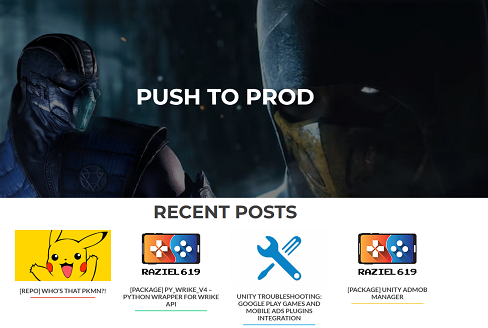 PUSH TO PROD
RECENT POSTS
RAZIEL619
RAZIEL619
[REPO] WHO'S THAT PKMN?!
[PACKAGE] PY_WRIKE_V4 –
PYTHON WRAPPER FOR WRIKE
API
UNITY TROUBLESHOOTING:
GOOGLE PLAY GAMES AND
MOBILE ADS PLUGINS
INTEGRATION
[PACKAGE] UNITY ADMOB
MANAGER